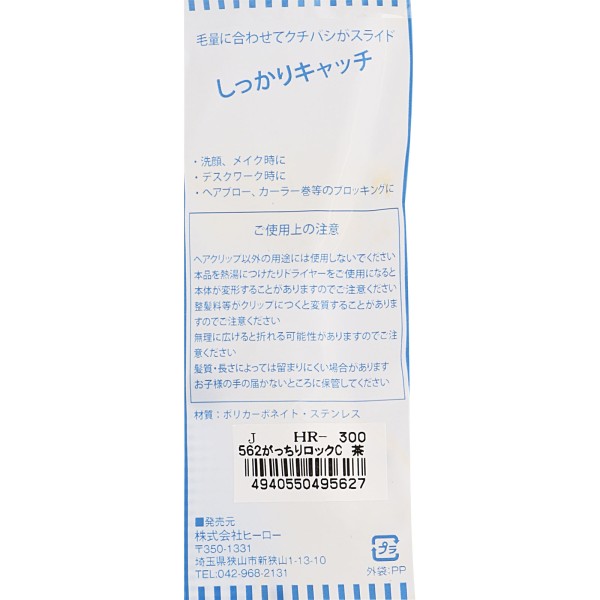 毛量に合わせてクチバシがスライド
しっかりキャッチ
・洗顔、メイク時に
・デスクワーク時に
・ヘアブロー、カーラー巻等のブロッキングに
ご使用上の注意
ヘアクリップ以外の用途には使用しないでください
本品を熱湯につけたりドライヤーをご使用になると
本体が変形することがありますのでご注意ください
整髪料等がクリップにつくと変質することがありま
すのでご注意ください
無理に広げると折れる可能性がありますのでご注
意ください
髪質・長さによっては留まりにくい場合があります
お子様の手の届かないところに保管してください
材質：ポリカーボネイト・ステンレス
J HR- 300
562がっちりロックC 茶
4940550495627
■発売元
株式会社ヒーロー
〒350-1331
埼玉県狭山市新狭山1-13-10
TEL:042-968-2131
プラ
外袋:PP